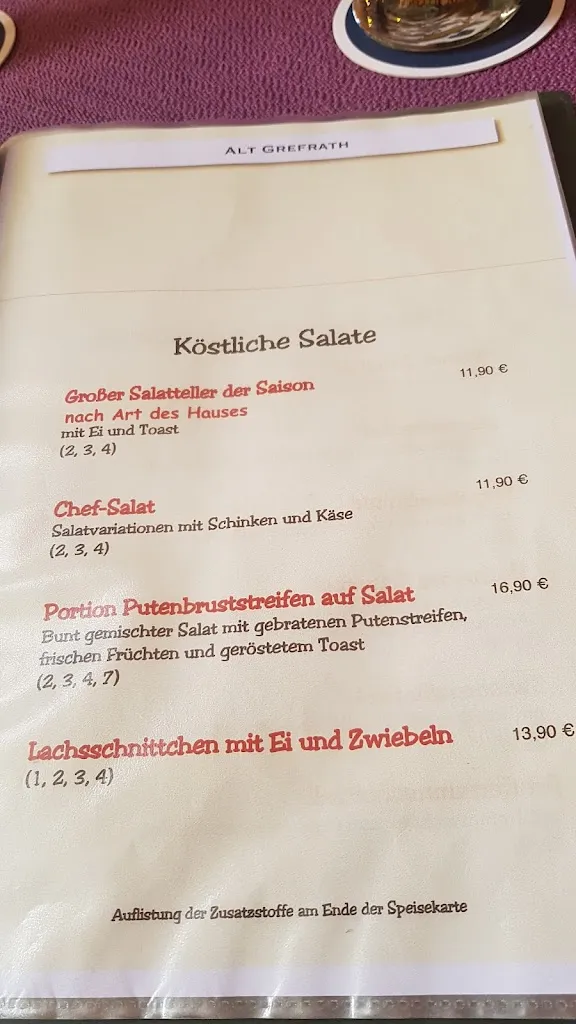 ALT GREFRATH
Köstliche Salate
Großer Salatteller der Saison 11,90 €
nach Art des Hauses
mit Ei und Toast
(2, 3, 4)
Chef-Salat 11,90 €
Salatvariationen mit Schinken und Käse
(2, 3, 4)
Portion Putenbruststreifen auf Salat 16,90 €
Bunt gemischter Salat mit gebratenen Putenstreifen,
frischen Früchten und geröstetem Toast
(2, 3, 4, 7)
Lachsschnittchen mit Ei und Zwiebeln 13,90 €
(1, 2, 3, 4)
Auflistung der Zusatzstoffe am Ende der Speisekarte